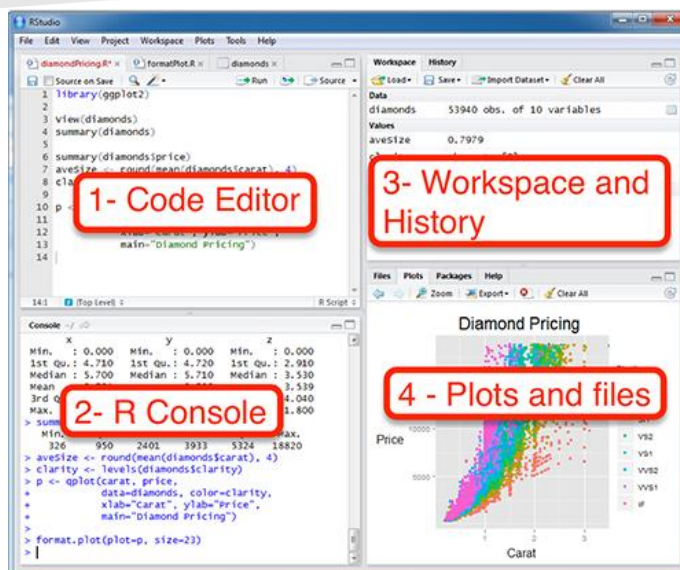 RStudio
File Edit View Project Workspace Plots Tools Help
diamondPricing.R* × formatPlot.R × diamonds ×
Source on Save Run Source
1 library(ggplot2)
2
3 view(diamonds)
4 summary(diamonds)
5
6 summary(diamonds$price)
7 aveSize <- round(mean(diamonds$carat), 4)
8
9
10 p <
11
12 xlab="Carat", ylab="Price",
13 main="Diamond Pricing")
14
1- Code Editor
14:1 (Top Level) R Script
Console ~/
x y z
Min. : 0.000 Min. : 0.000 Min. : 0.000
1st Qu.: 4.710 1st Qu.: 4.720 1st Qu.: 2.910
Median : 5.700 Median : 5.710 Median : 3.530
Mean 3.539
3rd Q 4.040
Max. 1.800
2- R Console
> summ
Min. Max.
326 950 2401 3933 5324 18820
> aveSize <- round(mean(diamonds$carat), 4)
> clarity <- levels(diamonds$clarity)
> p <- qplot(carat, price,
+ data=diamonds, color=clarity,
+ xlab="Carat", ylab="Price",
+ main="Diamond Pricing")
>
> format.plot(plot=p, size=23)
>
Workspace History
Load Save Import Dataset Clear All
Data
diamonds 53940 obs. of 10 variables
Values
aveSize 0.7979
3- Workspace and
History
Files Plots Packages Help
Zoom Export Clear All
Diamond Pricing
4 - Plots and files
Price
10000
5000
VS2
VS1
VVS2
VVS1
IF
1 2 3
Carat